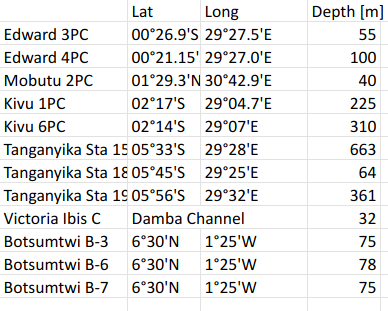 Lat Long Depth [m]
Edward 3PC 00°26.9'S 29°27.5'E 55
Edward 4PC 00°21.15' 29°27.0'E 100
Mobutu 2PC 01°29.3'N 30°42.9'E 40
Kivu 1PC 02°17'S 29°04.7'E 225
Kivu 6PC 02°14'S 29°07'E 310
Tanganyika Sta 15 05°33'S 29°28'E 663
Tanganyika Sta 18 05°45'S 29°25'E 64
Tanganyika Sta 19 05°56'S 29°32'E 361
Victoria Ibis C Damba Channel 32
Botsumtwi B-3 6°30'N 1°25'W 75
Botsumtwi B-6 6°30'N 1°25'W 78
Botsumtwi B-7 6°30'N 1°25'W 75